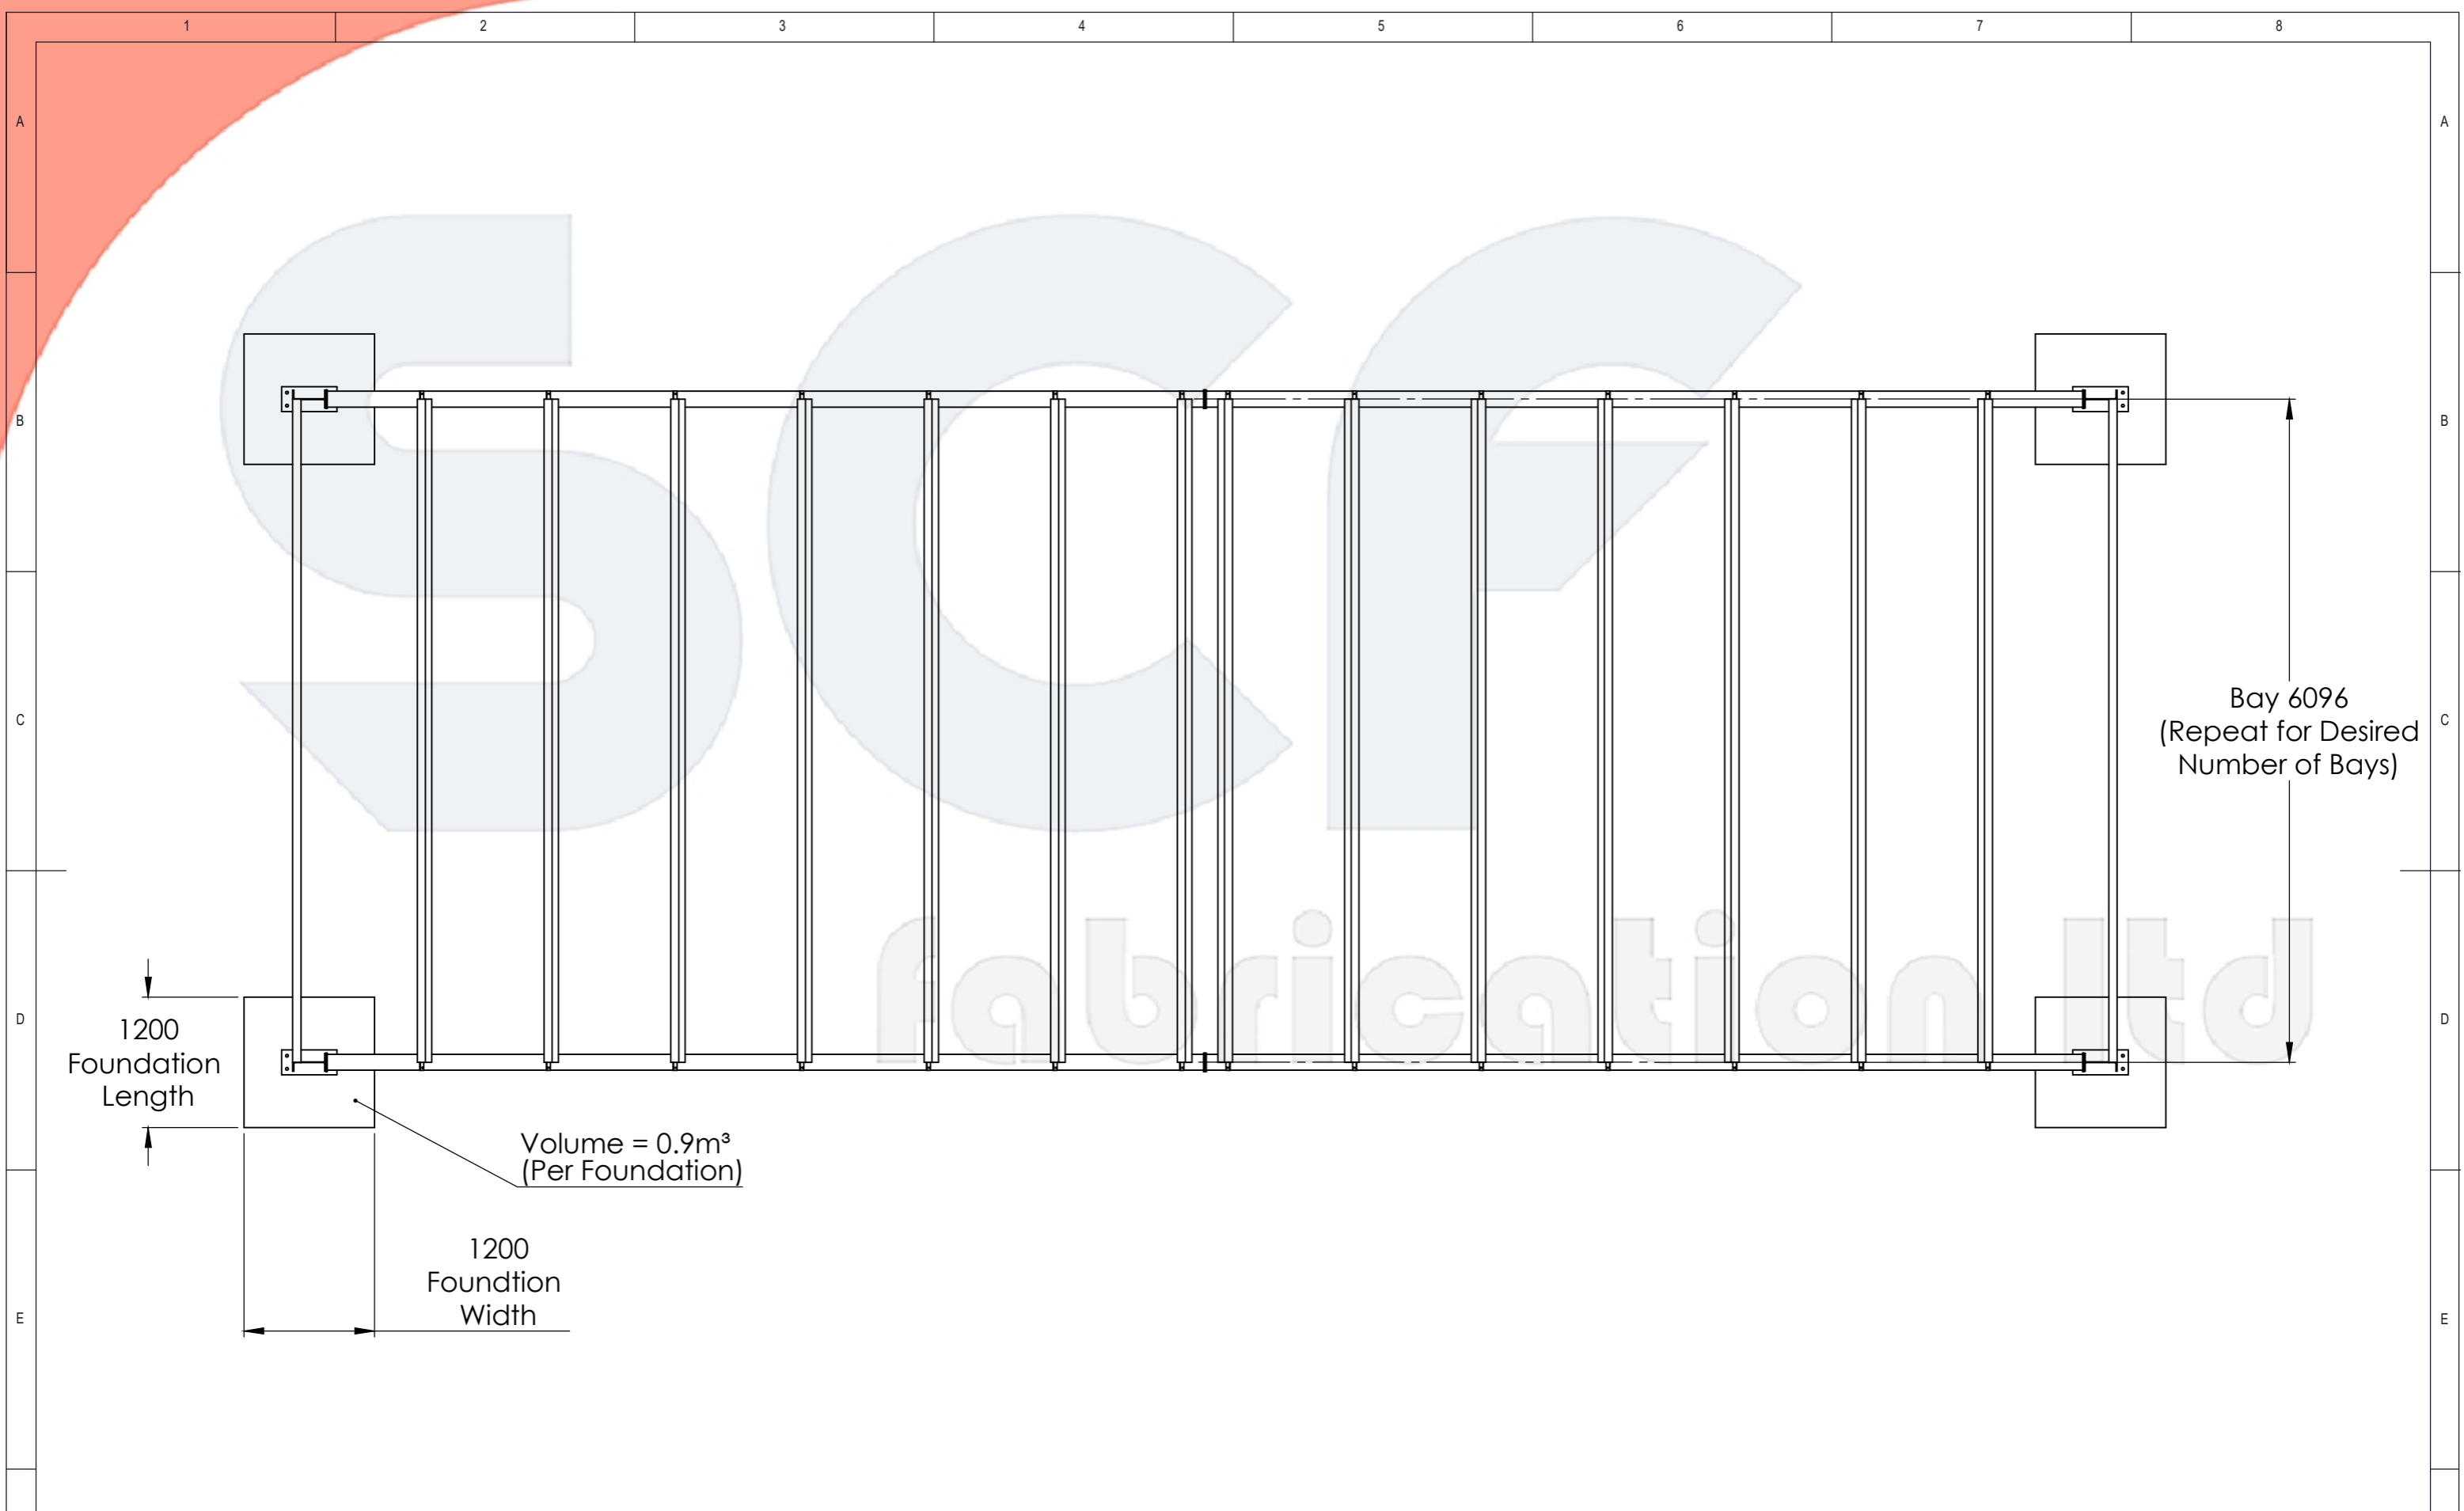 1 2 3 4 5 6 7 8
A A
B B
SCF
Bay 6096
(Repeat for Desired
Number of Bays)
C C
fabrication ltd
D D
1200
Foundation
Length
Volume = 0.9m³
(Per Foundation)
1200
Foundtion
Width
E E